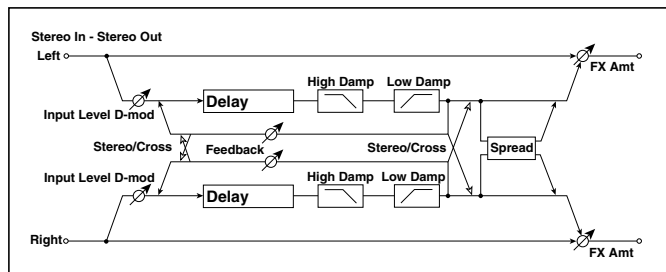 Stereo In - Stereo Out
Left
FX Amt
High Damp Low Damp
Delay
Input Level D-mod
Stereo/Cross Feedback Stereo/Cross
Spread
Input Level D-mod
High Damp Low Damp
Delay
Right
FX Amt